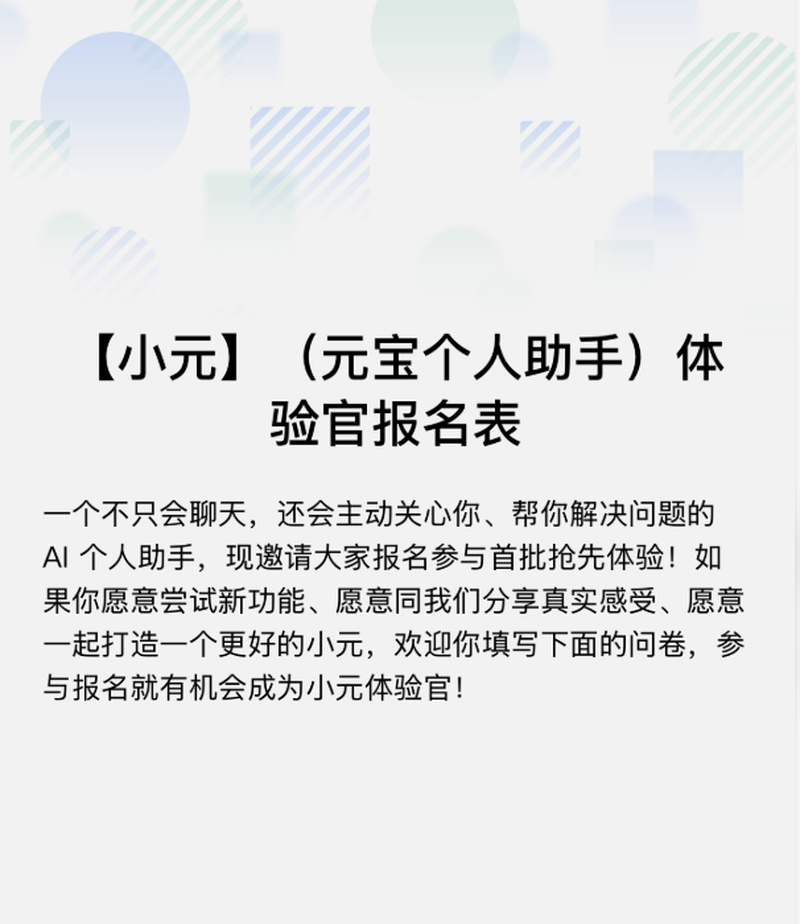 【小元】（元宝个人助手）体
验官报名表
一个不只会聊天，还会主动关心你、帮你解决问题的
AI 个人助手，现邀请大家报名参与首批抢先体验！如
果你愿意尝试新功能、愿意同我们分享真实感受、愿意
一起打造一个更好的小元，欢迎你填写下面的问卷，参
与报名就有机会成为小元体验官！